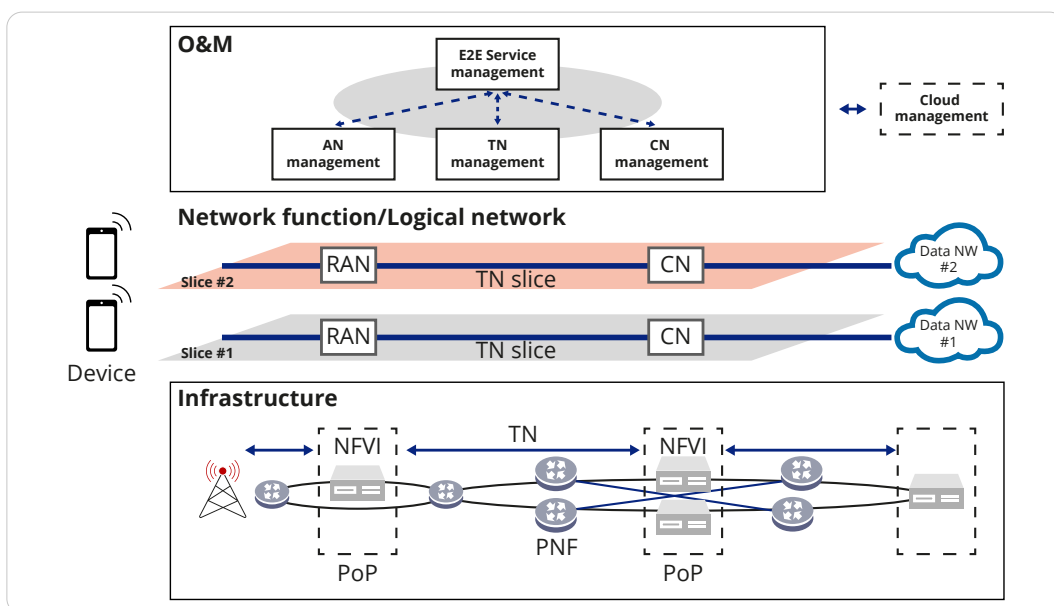 O&M
E2E Service
management
AN
management
TN
management
CN
management
Cloud
management
Network function/Logical network
RAN
CN
Data NW
#2
Slice #2
TN slice
RAN
CN
Data NW
#1
Slice #1
TN slice
Device
Infrastructure
NFVI
TN
NFVI
PNF
PoP
PoP